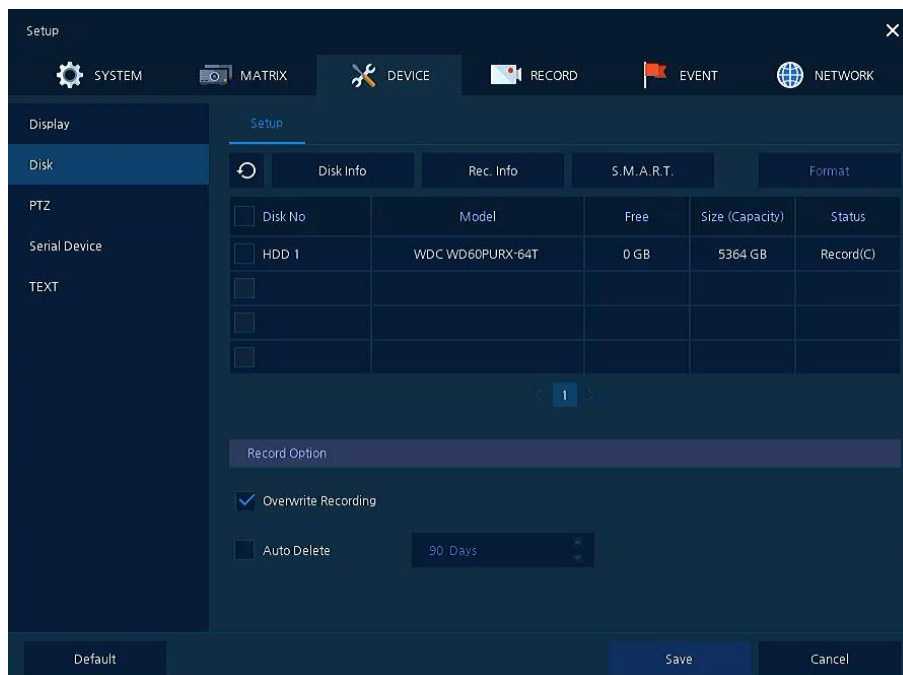 Setup
SYSTEM MATRIX DEVICE RECORD EVENT NETWORK
Display
Disk
PTZ
Serial Device
TEXT
Setup
Disk Info Rec. Info S.M.A.R.T. Format
Disk No Model Free Size (Capacity) Status
HDD 1 WDC WD60PURX-64T 0 GB 5364 GB Record(C)
1
Record Option
Overwrite Recording
Auto Delete 90 Days
Default Save Cancel